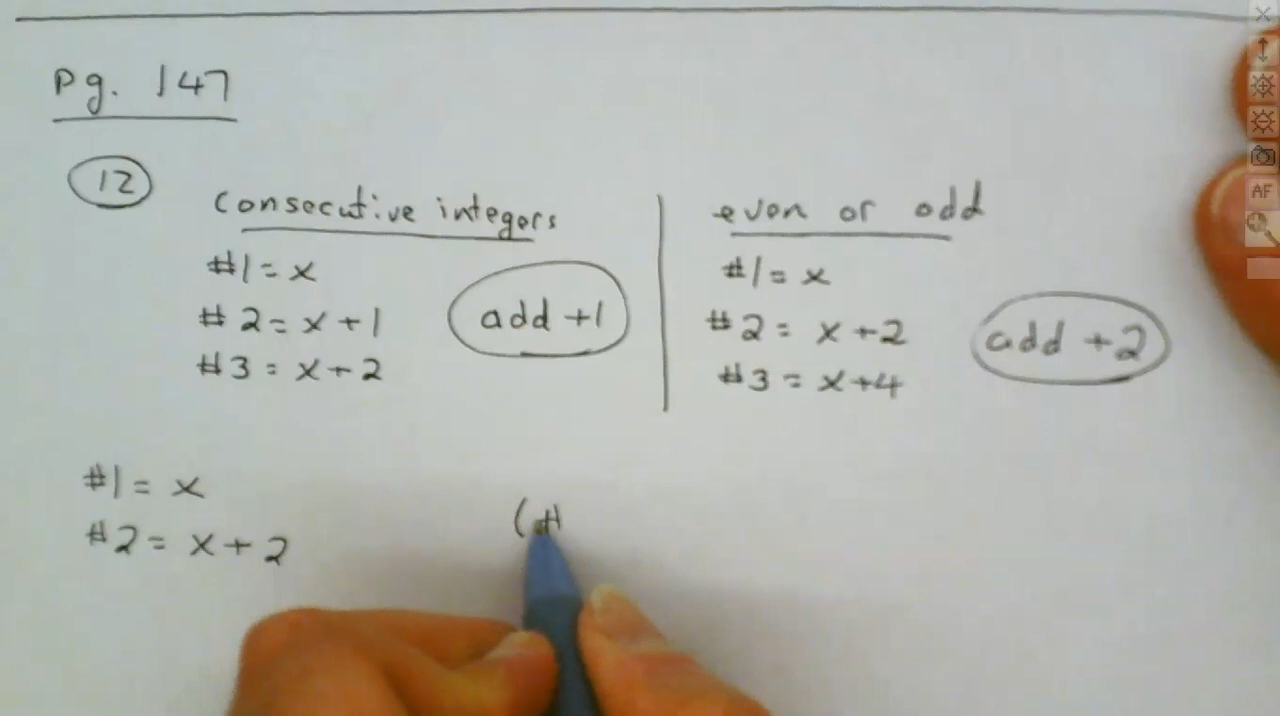 Pg. 147
12
consecutive integers
#1 = x
#2 = x + 1
#3 = x + 2
add +1
even or odd
#1 = x
#2 = x + 2
#3 = x + 4
add +2
#1 = x
#2 = x + 2
(#
AF